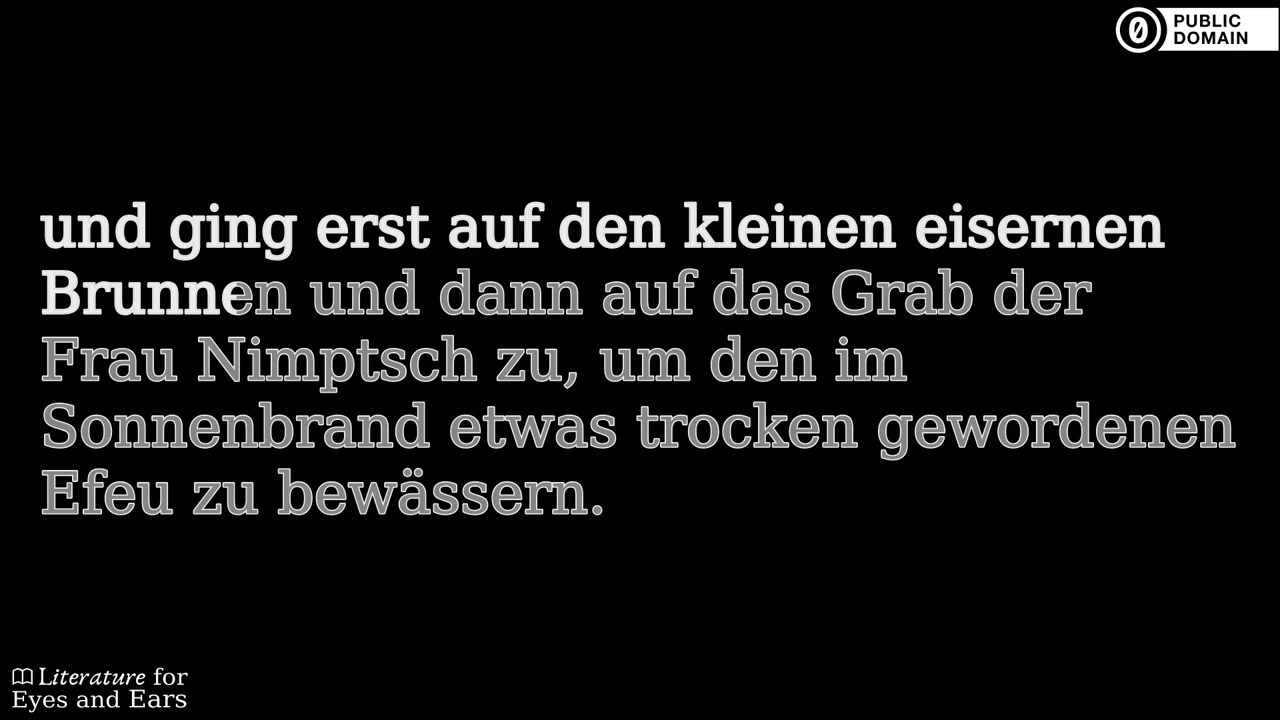 PUBLIC
DOMAIN
und ging erst auf den kleinen eisernen
Brunnen und dann auf das Grab der
Frau Nimptsch zu, um den im
Sonnenbrand etwas trocken gewordenen
Efeu zu bewässern.
Literature for
Eyes and Ears